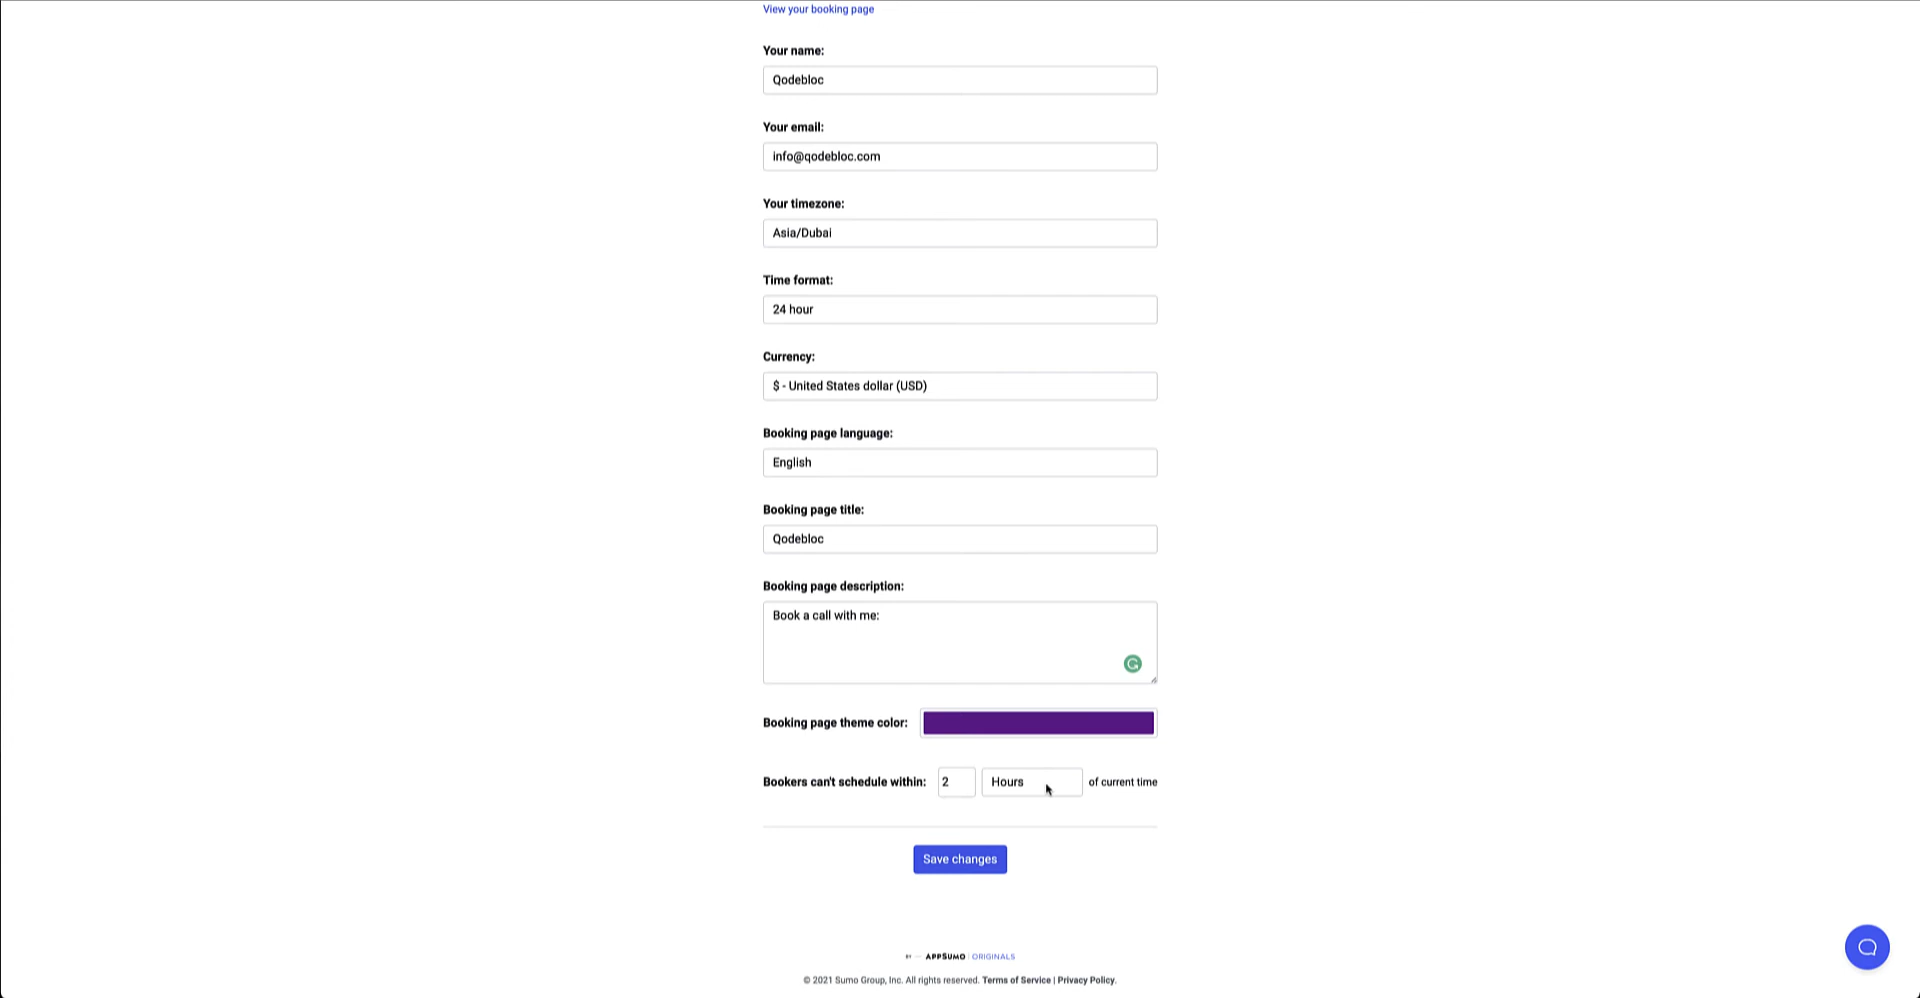 View your booking page
Your name:
Qodebloc
Your email:
info@qodebloc.com
Your timezone:
Asia/Dubai
Time format:
24 hour
Currency:
$ - United States dollar (USD)
Booking page language:
English
Booking page title:
Qodebloc
Booking page description:
Book a call with me:
Booking page theme color:
Bookers can't schedule within: 2 Hours of current time
Save changes
BY — APPSUMO | ORIGINALS
© 2021 Sumo Group, Inc. All rights reserved. Terms of Service | Privacy Policy.